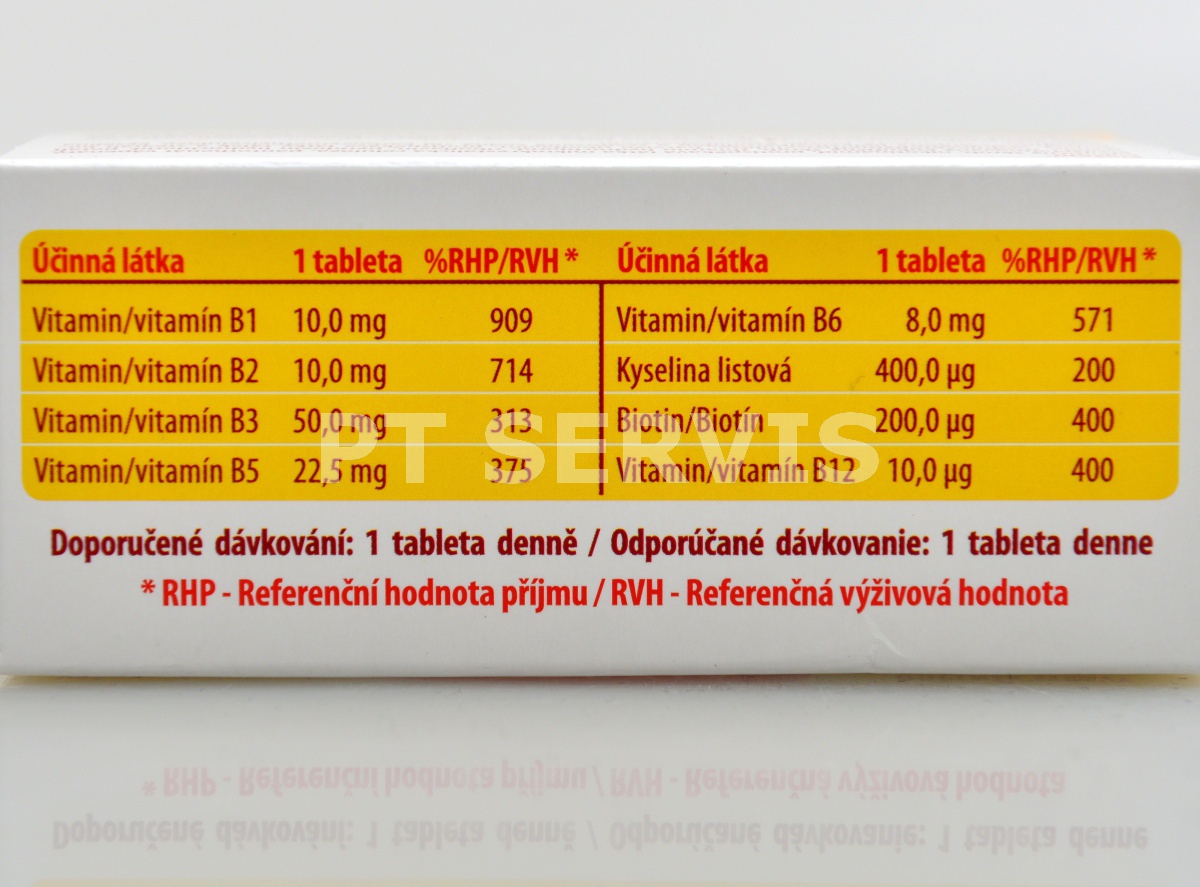 Účinná látka 1 tableta %RHP/RVH * Účinná látka 1 tableta %RHP/RVH *
Vitamin/vitamín B1 10,0 mg 909 Vitamin/vitamín B6 8,0 mg 571
Vitamin/vitamín B2 10,0 mg 714 Kyselina listová 400,0 µg 200
Vitamin/vitamín B3 50,0 mg 313 Biotin/Biotín 200,0 µg 400
Vitamin/vitamín B5 22,5 mg 375 Vitamin/vitamín B12 10,0 µg 400
PT SERVIS
Doporučené dávkování: 1 tableta denně / Odporúčané dávkovanie: 1 tableta denne
* RHP - Referenční hodnota příjmu / RVH - Referenčná výživová hodnota